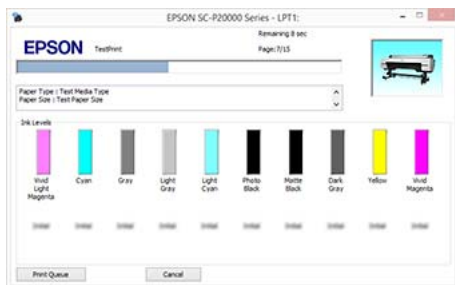 EPSON SC-P20000 Series - LPT1:
Remaining 8 sec
EPSON
TestPrint
Page:7/15
Paper Type : Test Media Type
Paper Size : Test Paper Size
Ink Levels
Vivid Light Magenta
Cyan
Gray
Light Gray
Light Cyan
Photo Black
Matte Black
Dark Gray
Yellow
Vivid Magenta
Print Queue
Cancel